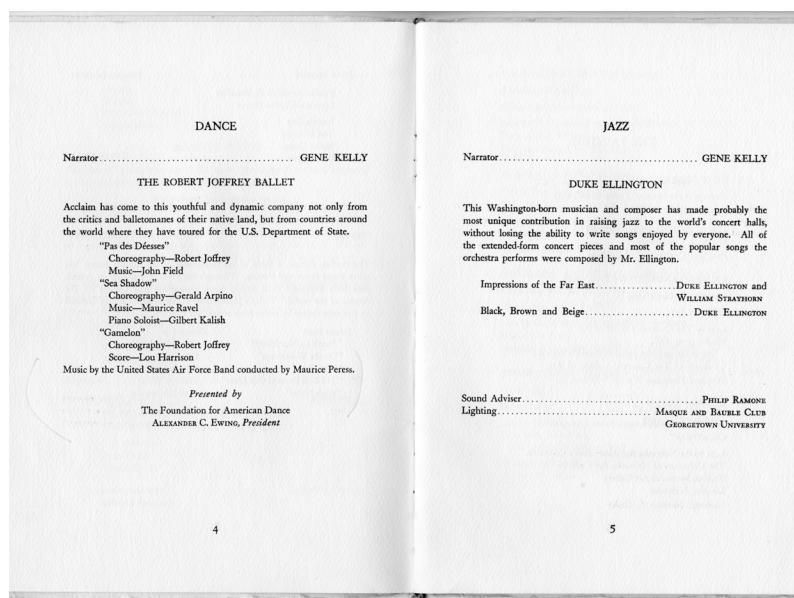 DANCE
Narrator.......................................... GENE KELLY
THE ROBERT JOFFREY BALLET
Acclaim has come to this youthful and dynamic company not only from
the critics and balletomanes of their native land, but from countries around
the world where they have toured for the U.S. Department of State.
"Pas des Déesses"
Choreography—Robert Joffrey
Music—John Field
"Sea Shadow"
Choreography—Gerald Arpino
Music—Maurice Ravel
Piano Soloist—Gilbert Kalish
"Gamelon"
Choreography—Robert Joffrey
Score—Lou Harrison
Music by the United States Air Force Band conducted by Maurice Peress.
Presented by
The Foundation for American Dance
ALEXANDER C. EWING, President
4
JAZZ
Narrator.......................................... GENE KELLY
DUKE ELLINGTON
This Washington-born musician and composer has made probably the
most unique contribution in raising jazz to the world's concert halls,
without losing the ability to write songs enjoyed by everyone. All of
the extended-form concert pieces and most of the popular songs the
orchestra performs were composed by Mr. Ellington.
Impressions of the Far East.................DUKE ELLINGTON and
WILLIAM STRAYHORN
Black, Brown and Beige...................... DUKE ELLINGTON
Sound Adviser...................................... PHILIP RAMONE
Lighting................................. MASQUE AND BAUBLE CLUB
GEORGETOWN UNIVERSITY
5